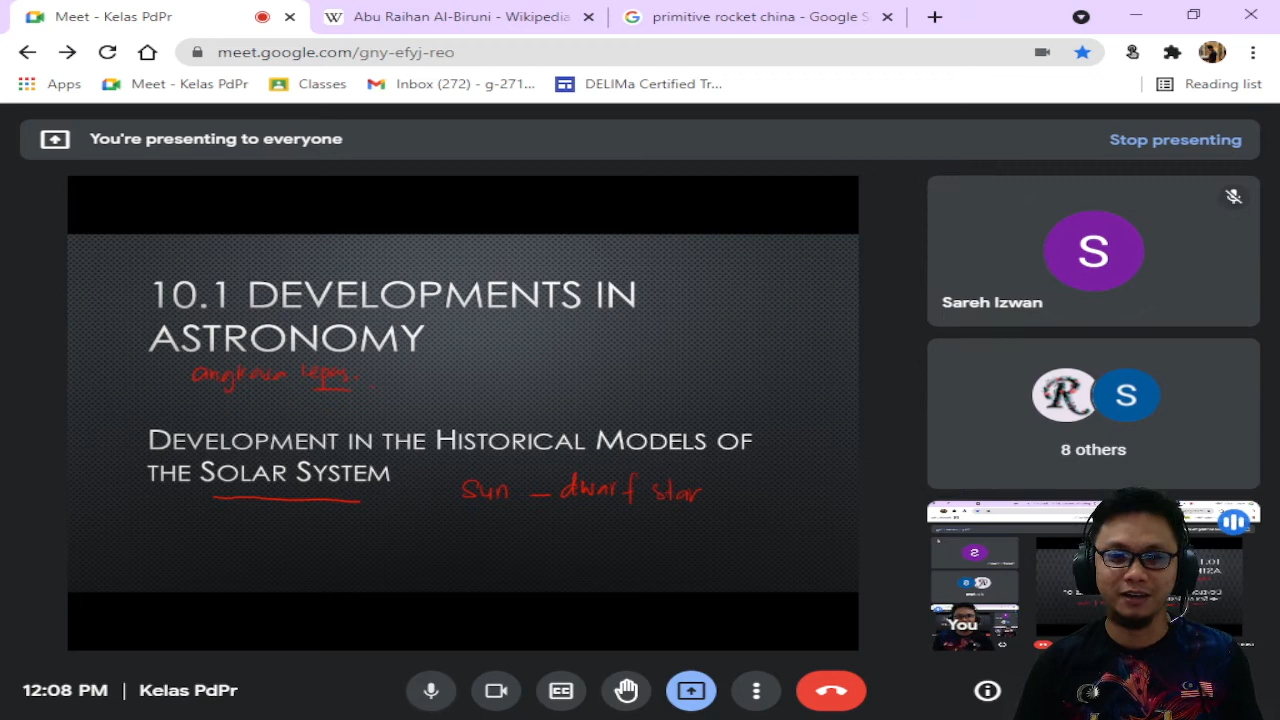 Meet - Kelas PdPr
Abu Raihan Al-Biruni - Wikipedia
primitive rocket china - Google S
meet.google.com/gny-efyj-reo
Apps
Meet - Kelas PdPr
Classes
Inbox (272) - g-271...
DELIMa Certified Tr...
Reading list
You're presenting to everyone
Stop presenting
10.1 DEVELOPMENTS IN
ASTRONOMY
angkasa lepas.
DEVELOPMENT IN THE HISTORICAL MODELS OF
THE SOLAR SYSTEM
sun - dwarf star
S
Sareh Izwan
R
S
8 others
You
12:08 PM | Kelas PdPr
CC